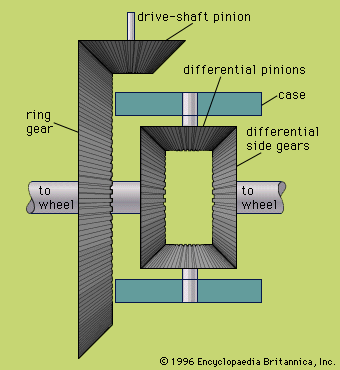 drive-shaft pinion
differential pinions
case
ring
gear
differential
side gears
to
wheel
to
wheel
© 1996 Encyclopaedia Britannica, Inc.